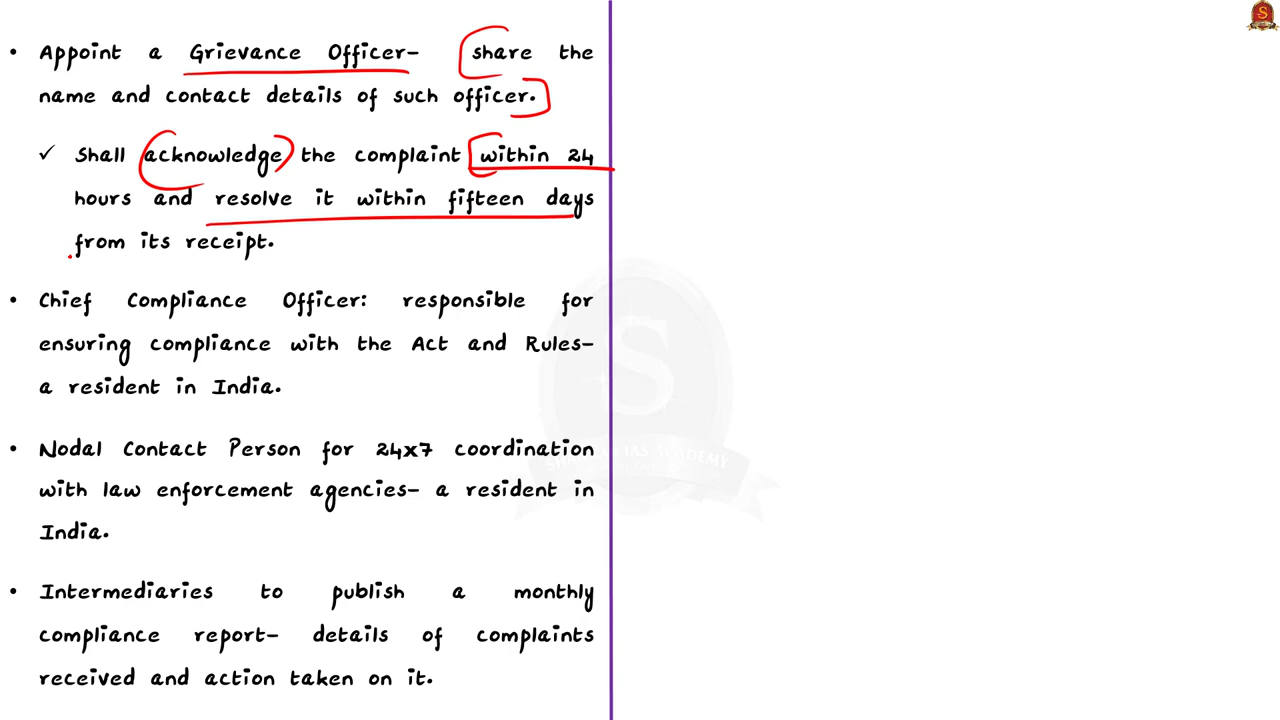 • Appoint a Grievance Officer- share the
name and contact details of such officer.
✓ Shall acknowledge the complaint within 24
hours and resolve it within fifteen days
from its receipt.
• Chief Compliance Officer: responsible for
ensuring compliance with the Act and Rules-
a resident in India.
• Nodal Contact Person for 24x7 coordination
with law enforcement agencies- a resident in
India.
• Intermediaries to publish a monthly
compliance report- details of complaints
received and action taken on it.